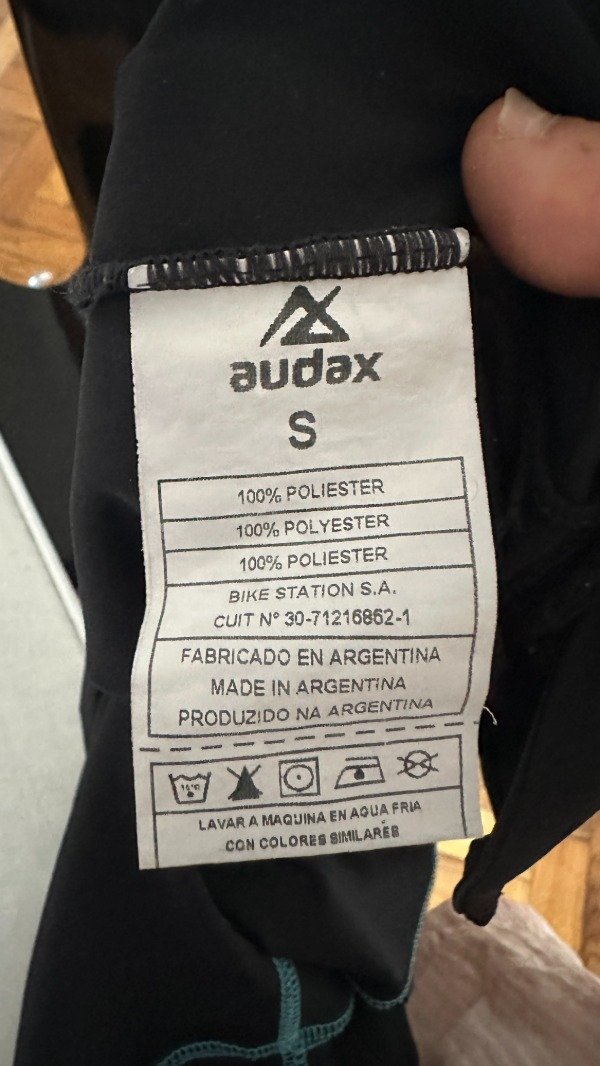 audax
S
100% POLIESTER
100% POLYESTER
100% POLIESTER
BIKE STATION S.A.
CUIT Nº 30-71216862-1
FABRICADO EN ARGENTINA
MADE IN ARGENTINA
PRODUZIDO NA ARGENTINA
LAVAR A MAQUINA EN AGUA FRIA
CON COLORES SIMILARES